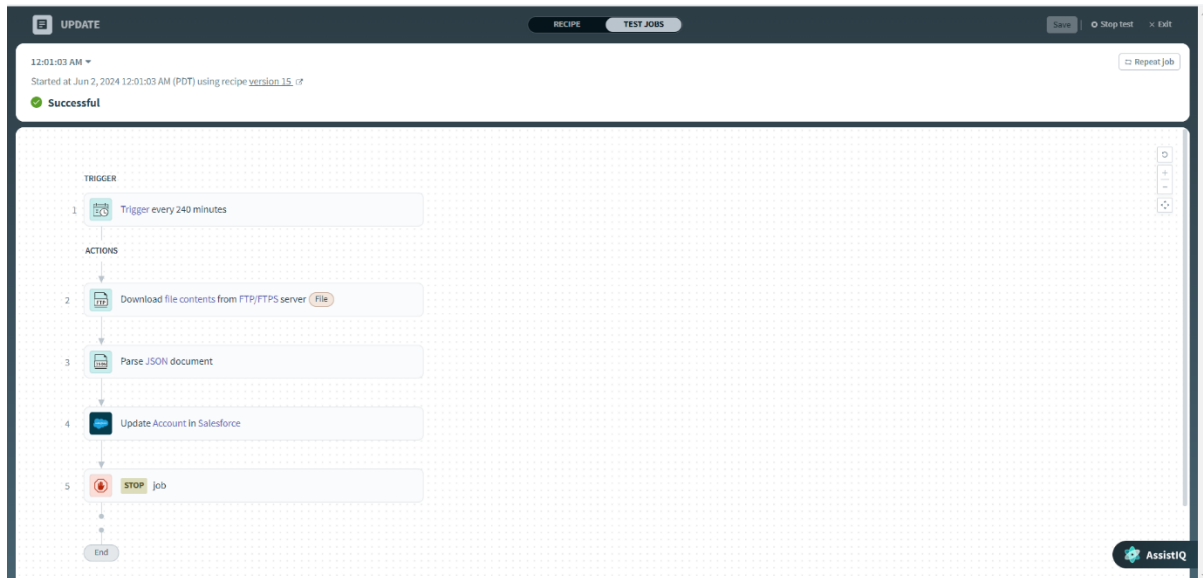 UPDATE
RECIPE
TEST JOBS
Save
Stop test
Exit
12:01:03 AM
Repeat job
Started at Jun 2, 2024 12:01:03 AM (PDT) using recipe version 15
Successful
TRIGGER
1 Trigger every 240 minutes
ACTIONS
2 FTP Download file contents from FTP/FTPS server File
3 JSON Parse JSON document
4 Update Account in Salesforce
5 STOP job
End
AssistIQ